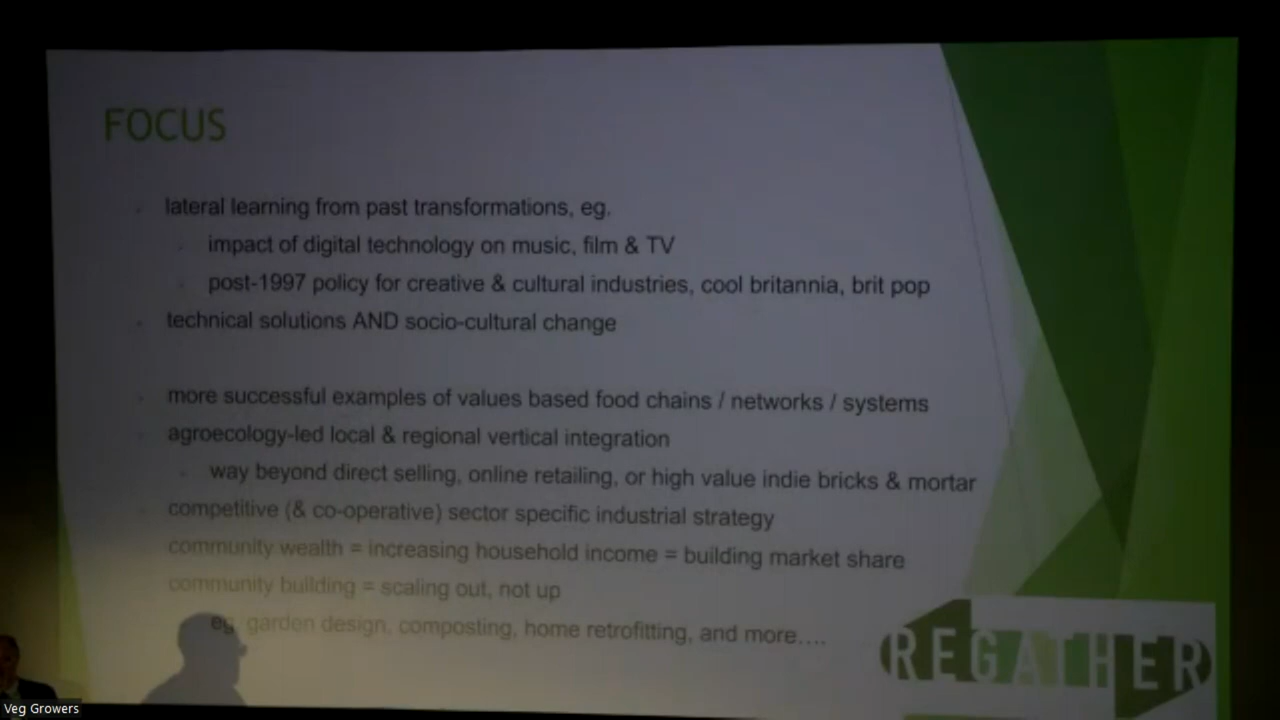 FOCUS
lateral learning from past transformations, eg.
impact of digital technology on music, film & TV
post-1997 policy for creative & cultural industries, cool britannia, brit pop
technical solutions AND socio-cultural change
more successful examples of values based food chains / networks / systems
agroecology-led local & regional vertical integration
way beyond direct selling, online retailing, or high value indie bricks & mortar
competitive (& co-operative) sector specific industrial strategy
community wealth = increasing household income = building market share
community building = scaling out, not up
eg. garden design, composting, home retrofitting, and more....
REGATHER
Veg Growers